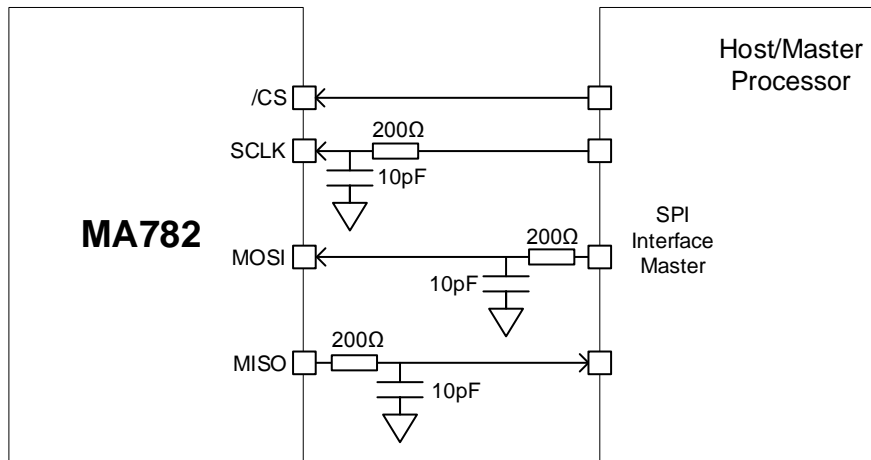 Host/Master
Processor
/CS
200Ω
SCLK
10pF
MA782
SPI
Interface
Master
200Ω
MOSI
10pF
200Ω
MISO
10pF